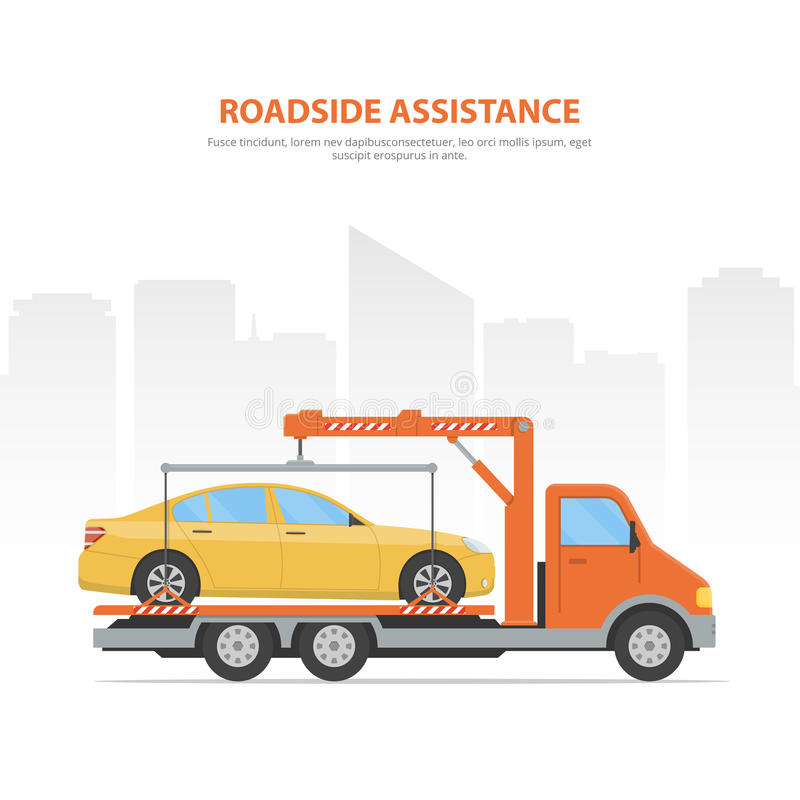 ROADSIDE ASSISTANCE
Fusce tincidunt, lorem nev dapibusconsectetuer, leo orci mollis ipsum, eget
suscipit erospurus in ante.
dreamstime